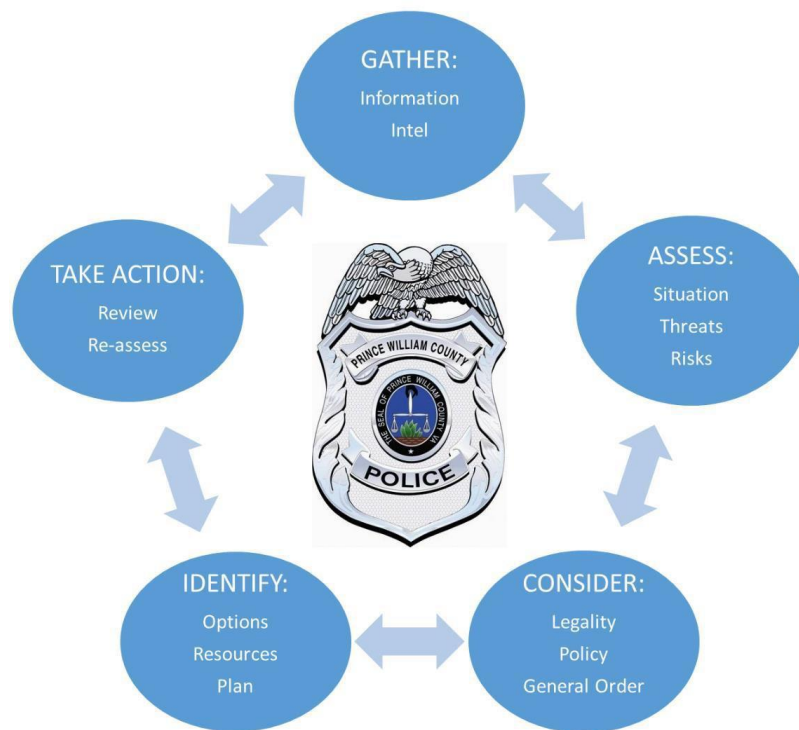 GATHER:
Information
Intel
ASSESS:
Situation
Threats
Risks
CONSIDER:
Legality
Policy
General Order
IDENTIFY:
Options
Resources
Plan
TAKE ACTION:
Review
Re-assess
PRINCE WILLIAM COUNTY
THE SEAL OF PRINCE WILLIAM COUNTY VA
POLICE